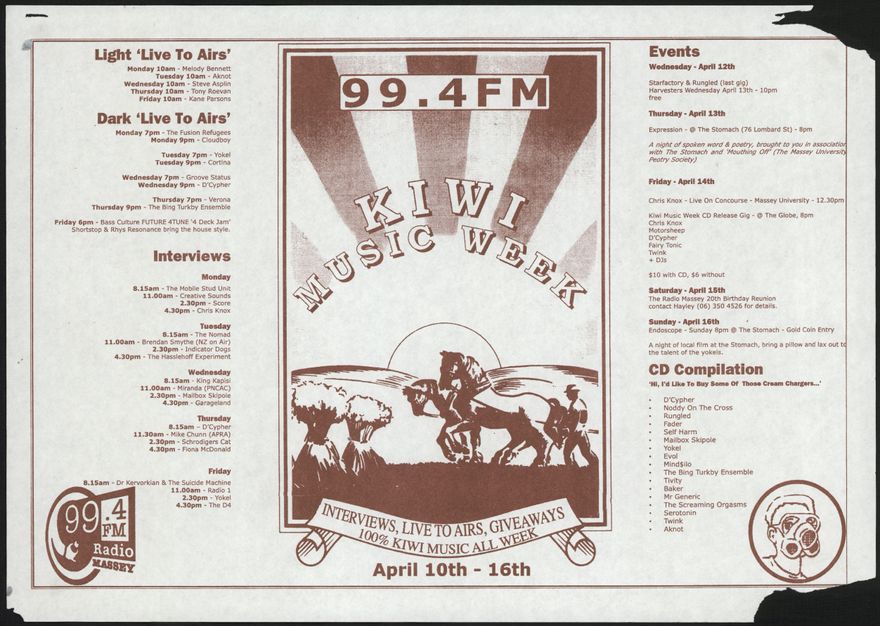 Light 'Live To Airs'
Monday 10am - Melody Bennett
Tuesday 10am - Aknot
Wednesday 10am - Steve Asplin
Thursday 10am - Tony Roevan
Friday 10am - Kane Parsons
Dark 'Live To Airs'
Monday 7pm - The Fusion Refugees
Monday 9pm - Cloudboy
Tuesday 7pm - Yokel
Tuesday 9pm - Cortina
Wednesday 7pm - Groove Status
Wednesday 9pm - D'Cypher
Thursday 7pm - Verona
Thursday 9pm - The Bing Turkby Ensemble
Friday 6pm - Bass Culture FUTURE 4TUNE '4 Deck Jam'
Shortstop & Rhys Resonance bring the house style.
Interviews
Monday
8.15am - The Mobile Stud Unit
11.00am - Creative Sounds
2.30pm - Score
4.30pm - Chris Knox
Tuesday
8.15am - The Nomad
11.00am - Brendan Smythe (NZ on Air)
2.30pm - Indicator Dogs
4.30pm - The Hasslehoff Experiment
Wednesday
8.15am - King Kapisi
11.00am - Miranda (PNCAC)
2.30pm - Mailbox Skipole
4.30pm - Garageland
Thursday
8.15am - D'Cypher
11.30am - Mike Chunn (APRA)
2.30pm - Schrodigers Cat
4.30pm - Fiona McDonald
Friday
8.15am - Dr Kervorkian & The Suicide Machine
11.00am - Radio 1
2.30pm - Yokel
4.30pm - The D4
99.4
FM
Radio
MASSEY
99.4FM
KIWI
MUSIC WEEK
INTERVIEWS, LIVE TO AIRS, GIVEAWAYS
100% KIWI MUSIC ALL WEEK
April 10th - 16th
Events
Wednesday - April 12th
Starfactory & Rungled (last gig)
Harvesters Wednesday April 13th - 10pm
free
Thursday - April 13th
Expression - @ The Stomach (76 Lombard St) - 8pm
A night of spoken word & poetry, brought to you in association
with The Stomach and 'Mouthing Off' (The Massey University
Peotry Society)
Friday - April 14th
Chris Knox - Live On Concourse - Massey University - 12.30pm
Kiwi Music Week CD Release Gig - @ The Globe, 8pm
Chris Knox
Motorsheep
D'Cypher
Fairy Tonic
Twink
+ DJs
$10 with CD, $6 without
Saturday - April 15th
The Radio Massey 20th Birthday Reunion
contact Hayley (06) 350 4526 for details.
Sunday - April 16th
Endoscope - Sunday 8pm @ The Stomach - Gold Coin Entry
A night of local film at the Stomach, bring a pillow and lax out to
the talent of the yokels.
CD Compilation
'Hi, I'd Like To Buy Some Of Those Cream Chargers...'
• D'Cypher
• Noddy On The Cross
• Rungled
• Fader
• Self Harm
• Mailbox Skipole
• Yokel
• Evol
• Mind$ilo
• The Bing Turkby Ensemble
• Tivity
• Baker
• Mr Generic
• The Screaming Orgasms
• Serotonin
• Twink
• Aknot